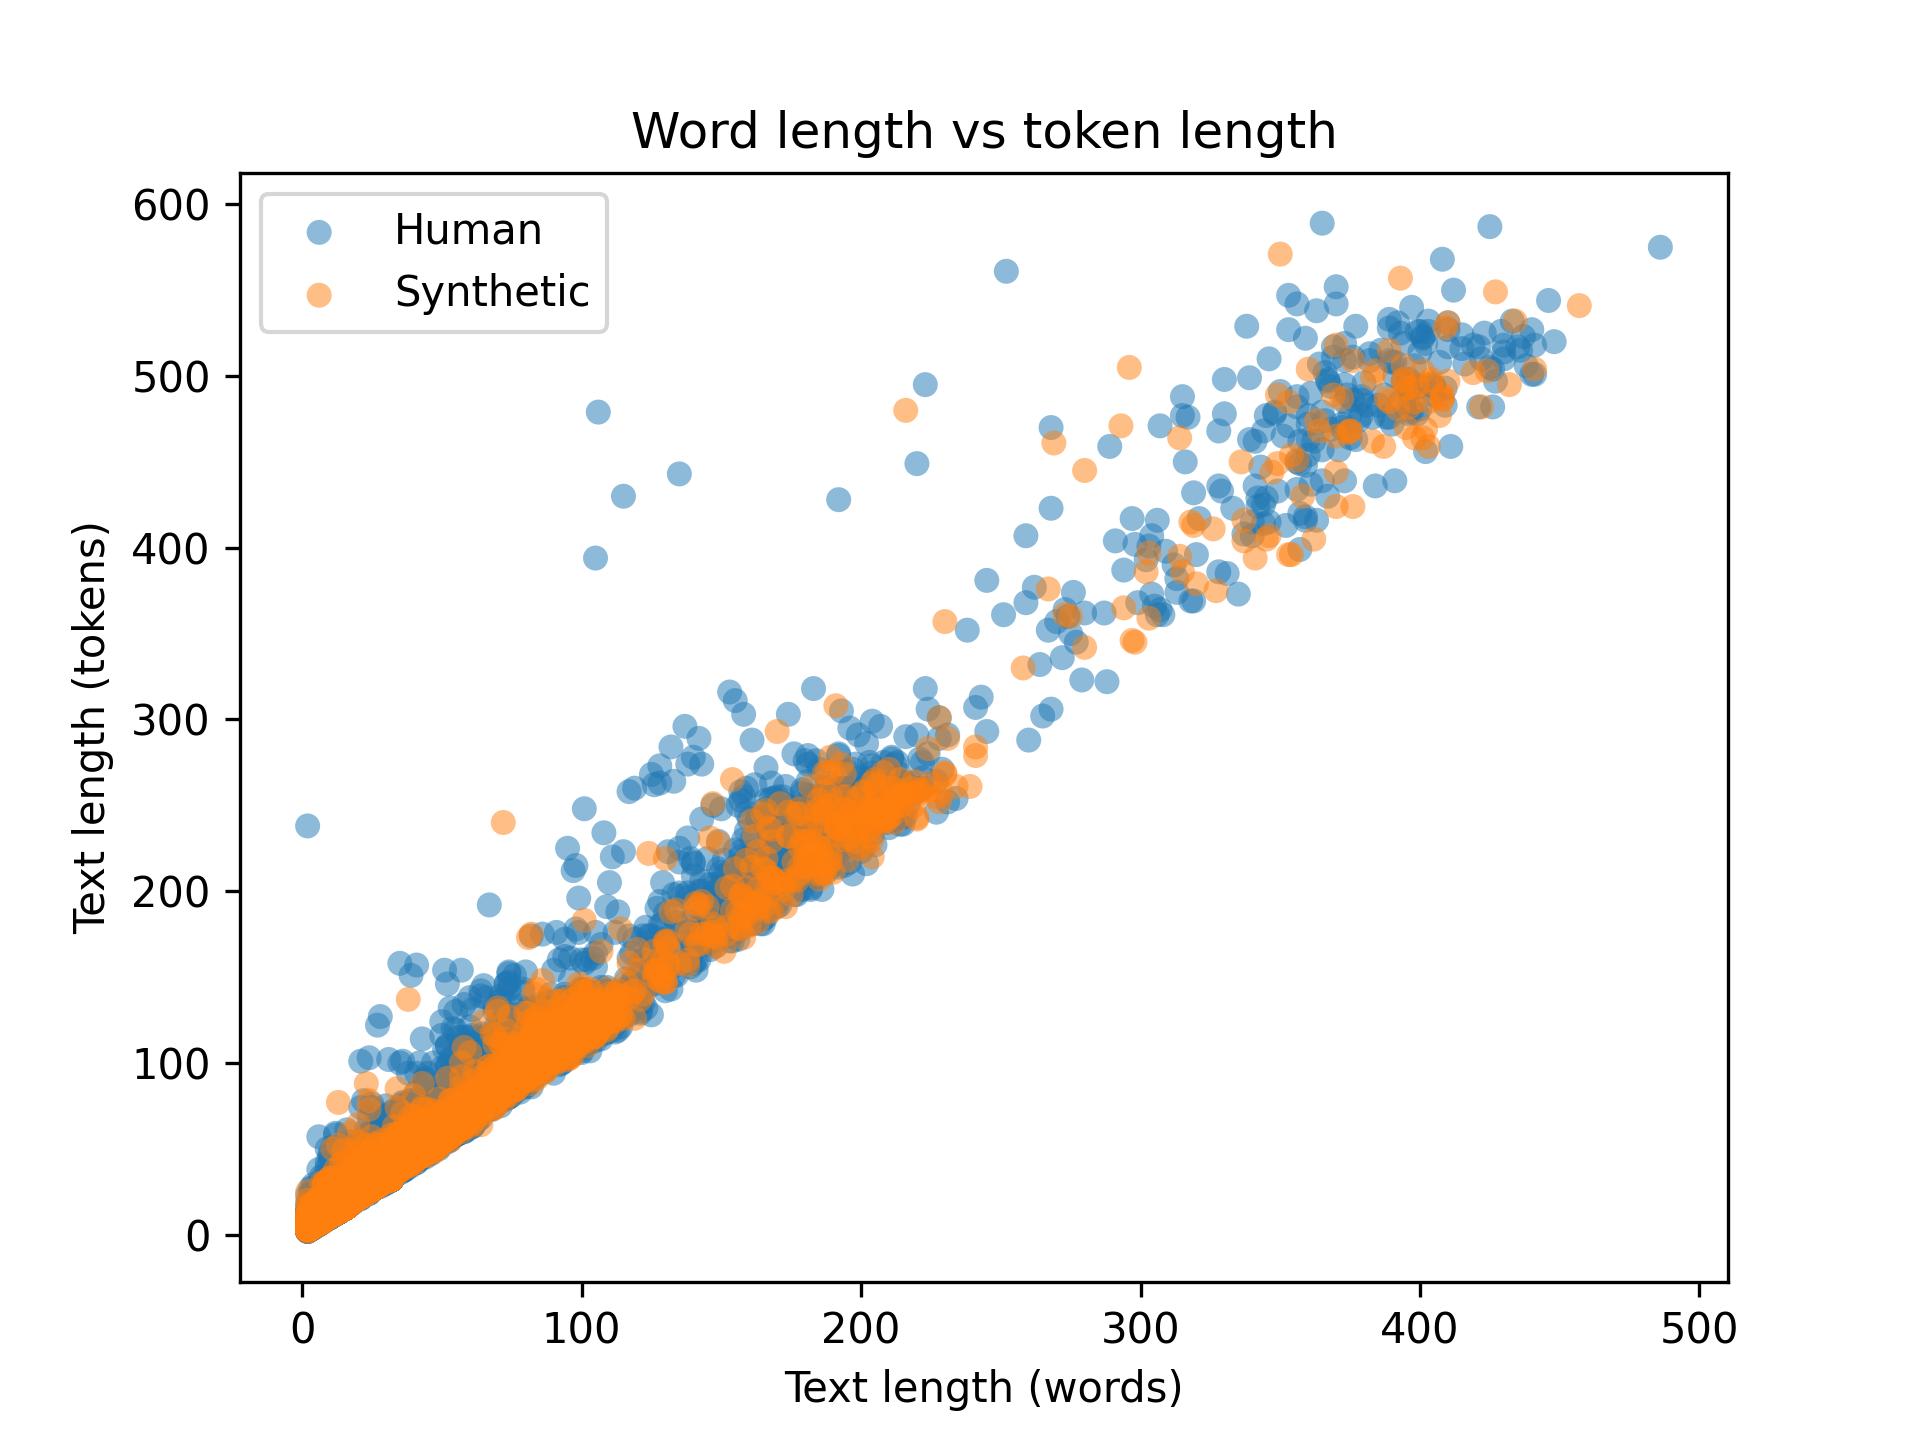 Word length vs token length
Human
Synthetic
Text length (tokens)
600
500
400
300
200
100
0
0 100 200 300 400 500
Text length (words)